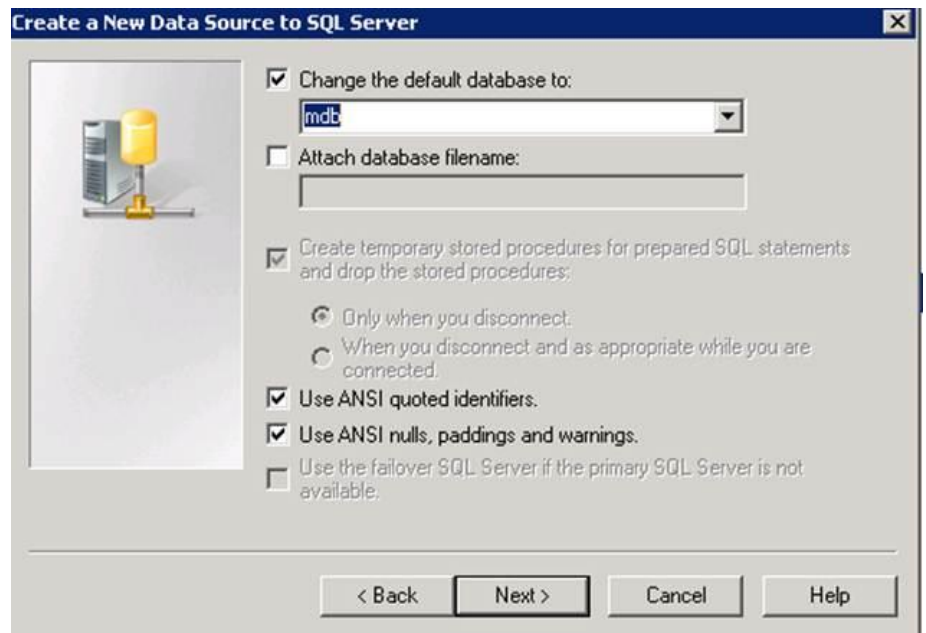 Create a New Data Source to SQL Server
Change the default database to:
mdb
Attach database filename:
Create temporary stored procedures for prepared SQL statements
and drop the stored procedures:
Only when you disconnect.
When you disconnect and as appropriate while you are
connected.
Use ANSI quoted identifiers.
Use ANSI nulls, paddings and warnings.
Use the failover SQL Server if the primary SQL Server is not
available.
< Back
Next >
Cancel
Help